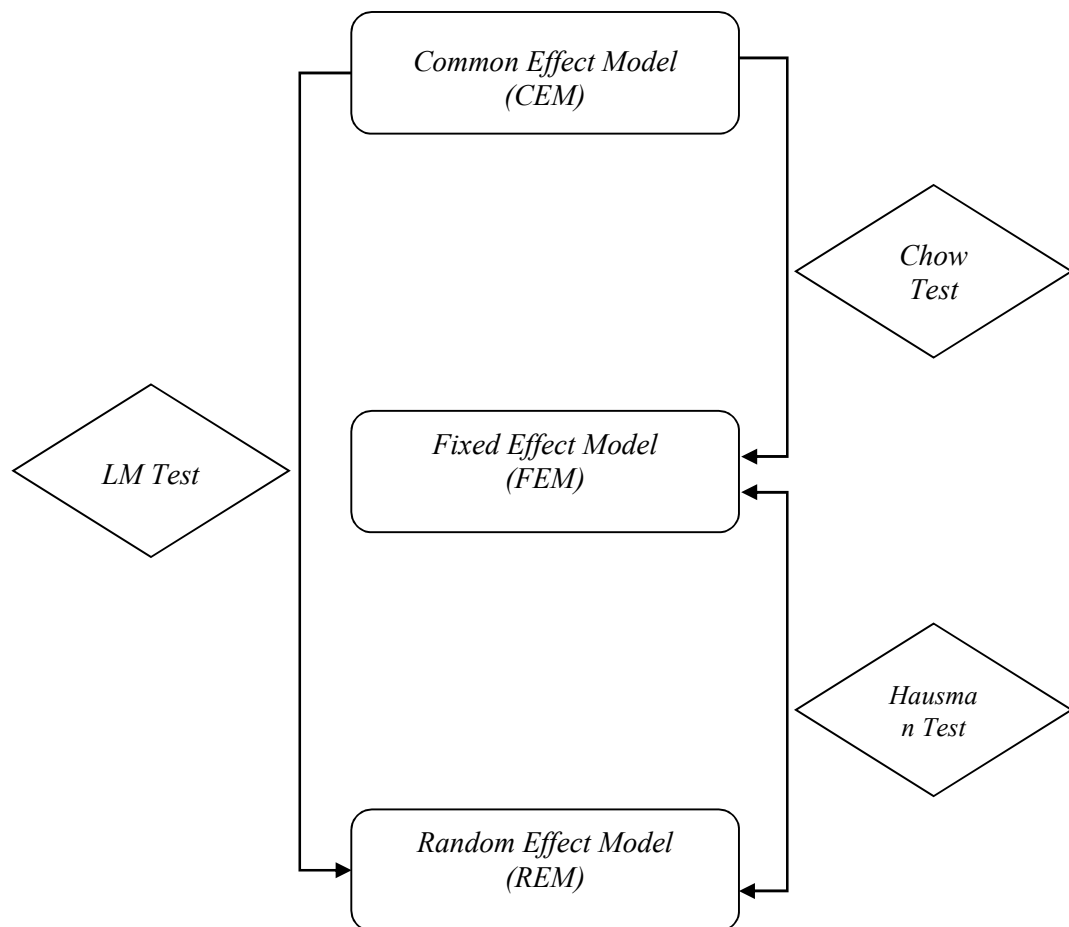 Common Effect Model
(CEM)
Chow
Test
LM Test
Fixed Effect Model
(FEM)
Hausma
n Test
Random Effect Model
(REM)